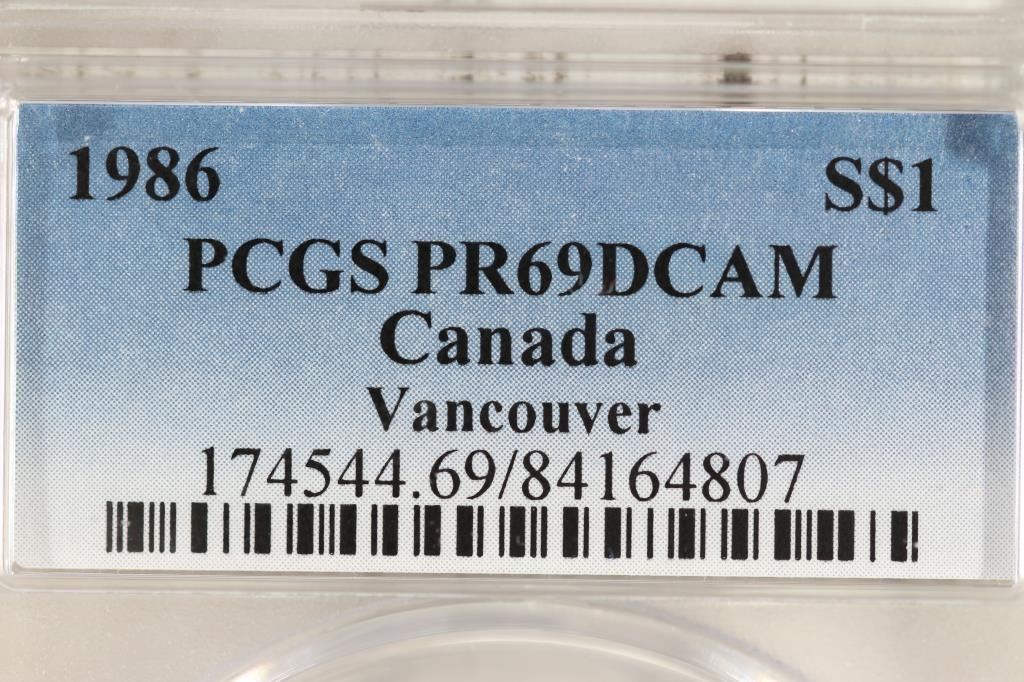 1986 S$1
PCGS PR69DCAM
Canada
Vancouver
174544.69/84164807